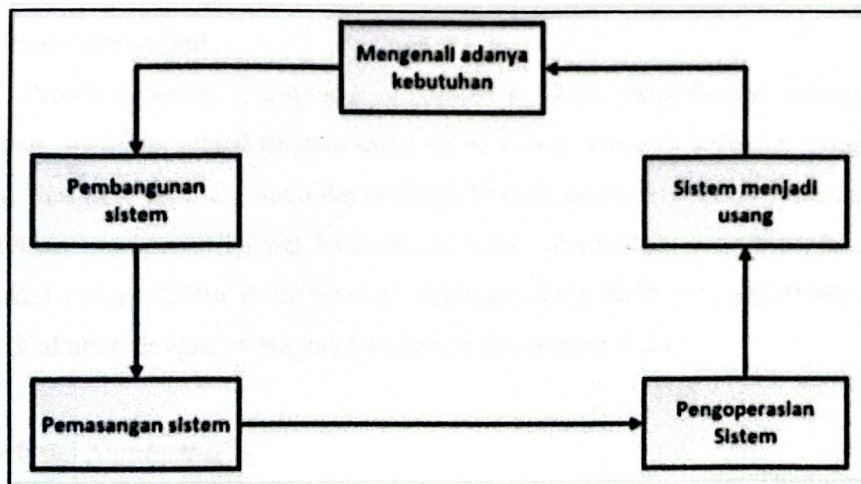 Mengenali adanya
kebutuhan
Pembangunan
sistem
Sistem menjadi
usang
Pemasangan sistem
Pengoperasian
Sistem